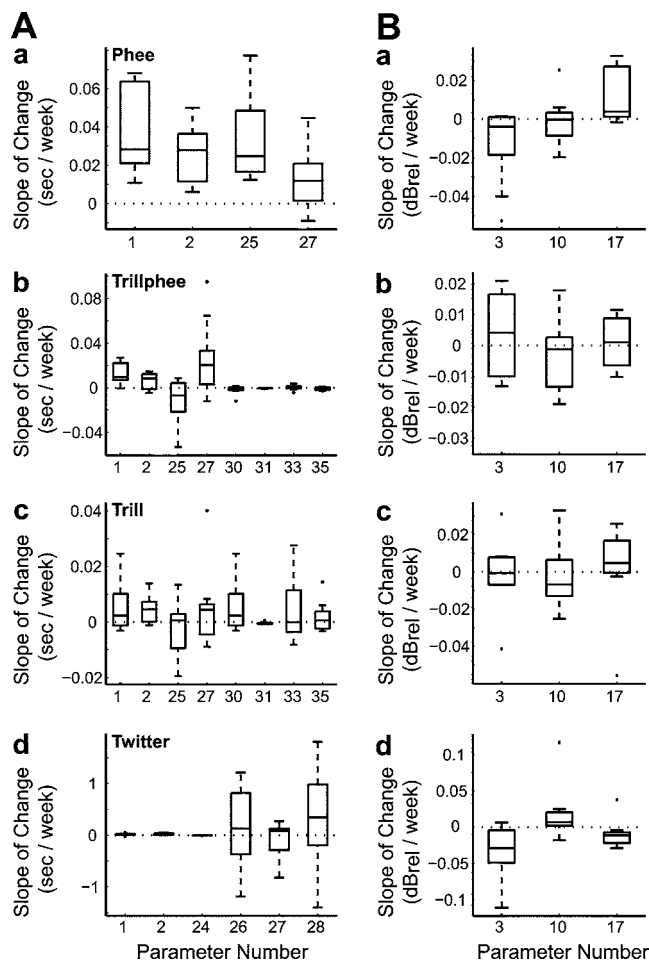 A
B
a
Phee
Slope of Change
(sec / week)
0.06
0.04
0.02
0
1 2 25 27
a
Slope of Change
(dBrel / week)
0.02
0
−0.02
−0.04
3 10 17
b
Trillphee
Slope of Change
(sec / week)
0.08
0.04
0
−0.04
1 2 25 27 30 31 33 35
b
Slope of Change
(dBrel / week)
0.02
0.01
0
−0.01
−0.02
−0.03
3 10 17
c
Trill
Slope of Change
(sec / week)
0.04
0.02
0
−0.02
1 2 25 27 30 31 33 35
c
Slope of Change
(dBrel / week)
0.02
0
−0.02
−0.04
3 10 17
d
Twitter
Slope of Change
(sec / week)
1
0
−1
1 2 24 26 27 28
Parameter Number
d
Slope of Change
(dBrel / week)
0.1
0.05
0
−0.05
−0.1
3 10 17
Parameter Number